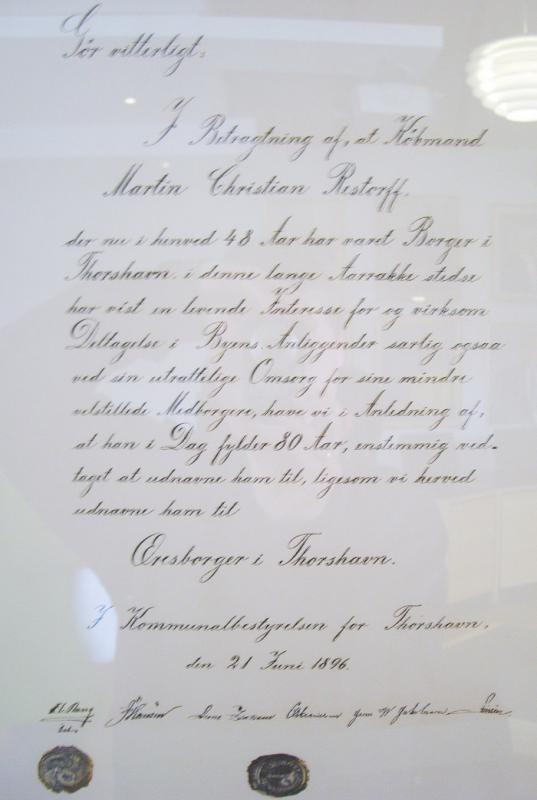 Gör vitterligt:
I Betragtning af, at Köbmand
Martin Christian Restorff.
der nu i henved 48 Aar har været Borger i
Thorshavn i denne lange Aarrække stedse
har vist en levende Interesse for og virksom
Deltagelse i Byens Anliggender særlig ogsaa
ved sin utrættelige Omsorg for sine mindre
velstillede Medborgere, have vi i Anledning af,
at han i Dag fylder 80 Aar, enstemmig ved-
taget at udnævne ham til, ligesom vi herved
udnævne ham til
Æresborger i Thorshavn.
I Kommunalbestyrelsen for Thorshavn,
den 21 Juni 1896.